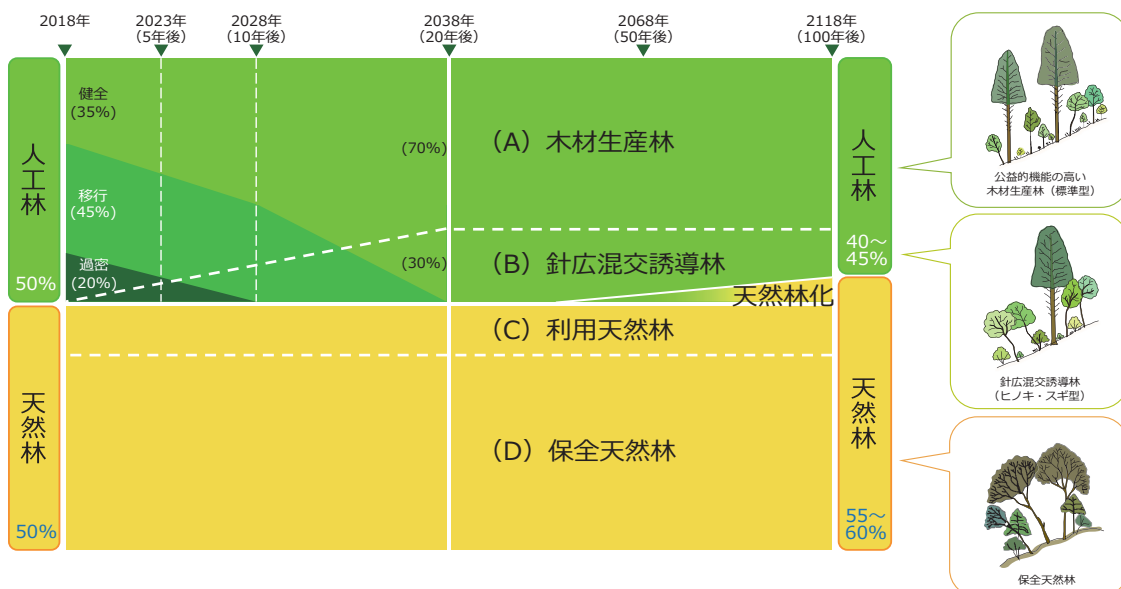 2018年
2023年
(5年後)
2028年
(10年後)
2038年
(20年後)
2068年
(50年後)
2118年
(100年後)
人工林
50%
健全
(35%)
移行
(45%)
過密
(20%)
(70%)
(30%)
（A）木材生産林
（B）針広混交誘導林
天然林化
（C）利用天然林
（D）保全天然林
天然林
50%
人工林
40～
45%
天然林
55～
60%
公益的機能の高い
木材生産林（標準型）
針広混交誘導林
（ヒノキ・スギ型）
保全天然林